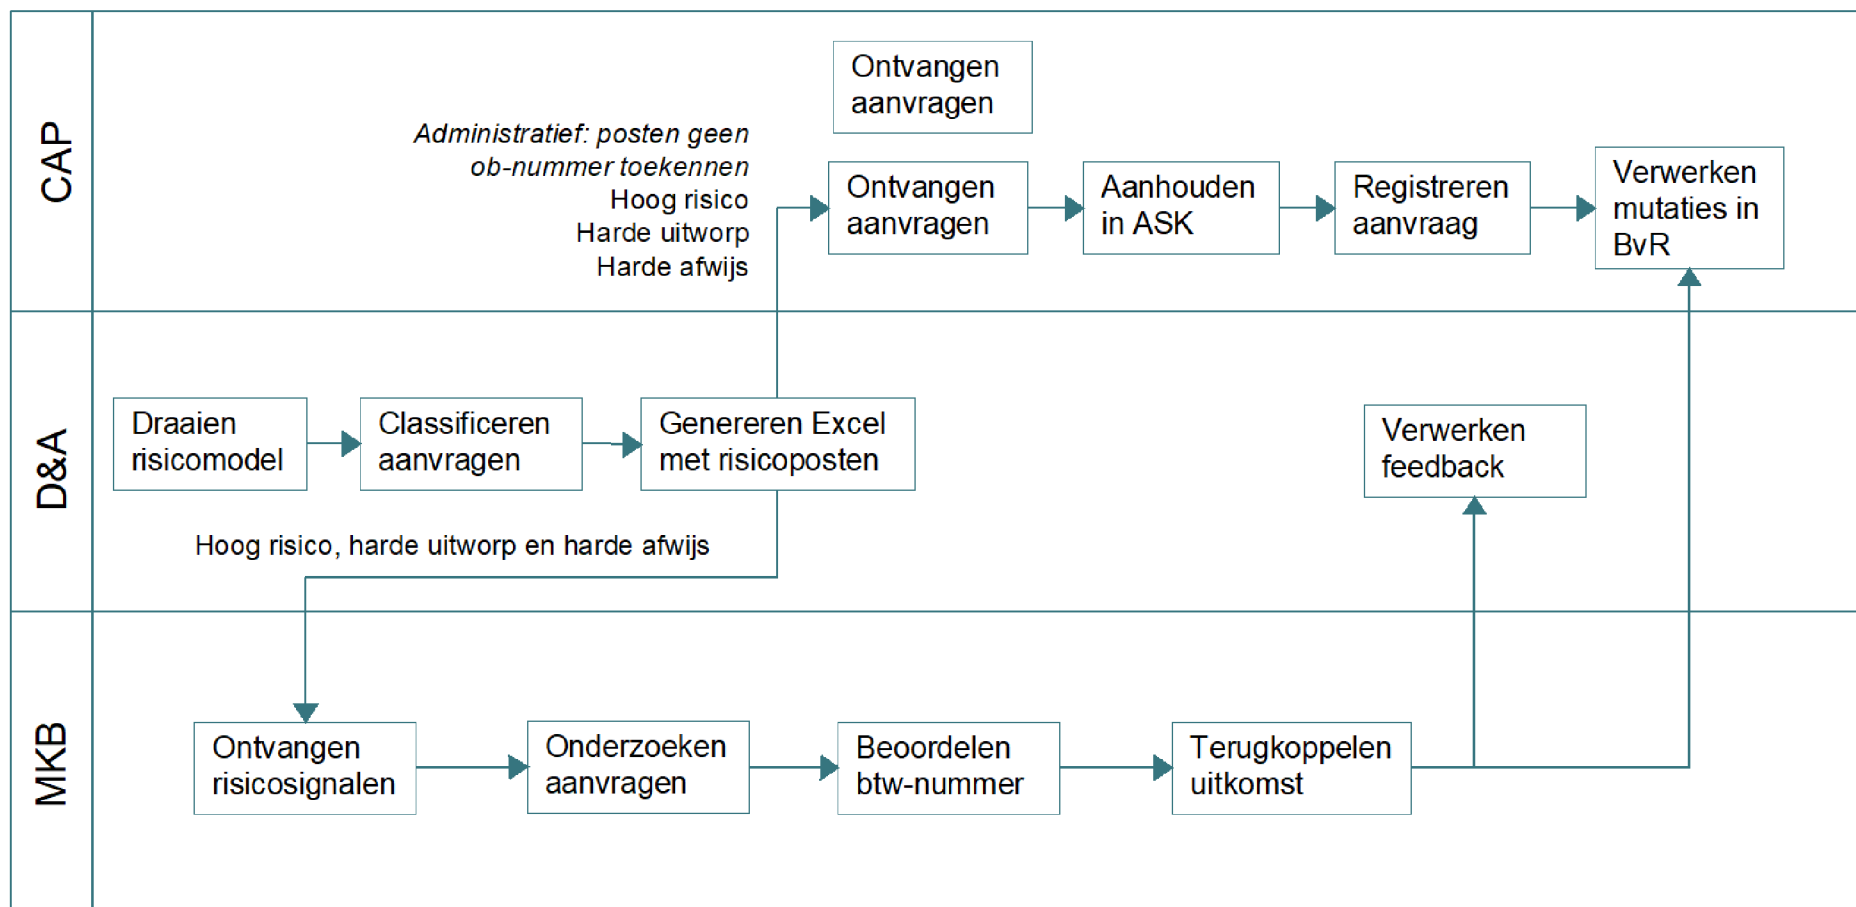 CAP
Ontvangen
aanvragen
Administratief: posten geen
ob-nummer toekennen
Hoog risico
Harde uitworp
Harde afwijs
Ontvangen
aanvragen
Aanhouden
in ASK
Registreren
aanvraag
Verwerken
mutaties in
BvR
D&A
Draaien
risicomodel
Classificeren
aanvragen
Genereren Excel
met risicoposten
Verwerken
feedback
Hoog risico, harde uitworp en harde afwijs
MKB
Ontvangen
risicosignalen
Onderzoeken
aanvragen
Beoordelen
btw-nummer
Terugkoppelen
uitkomst